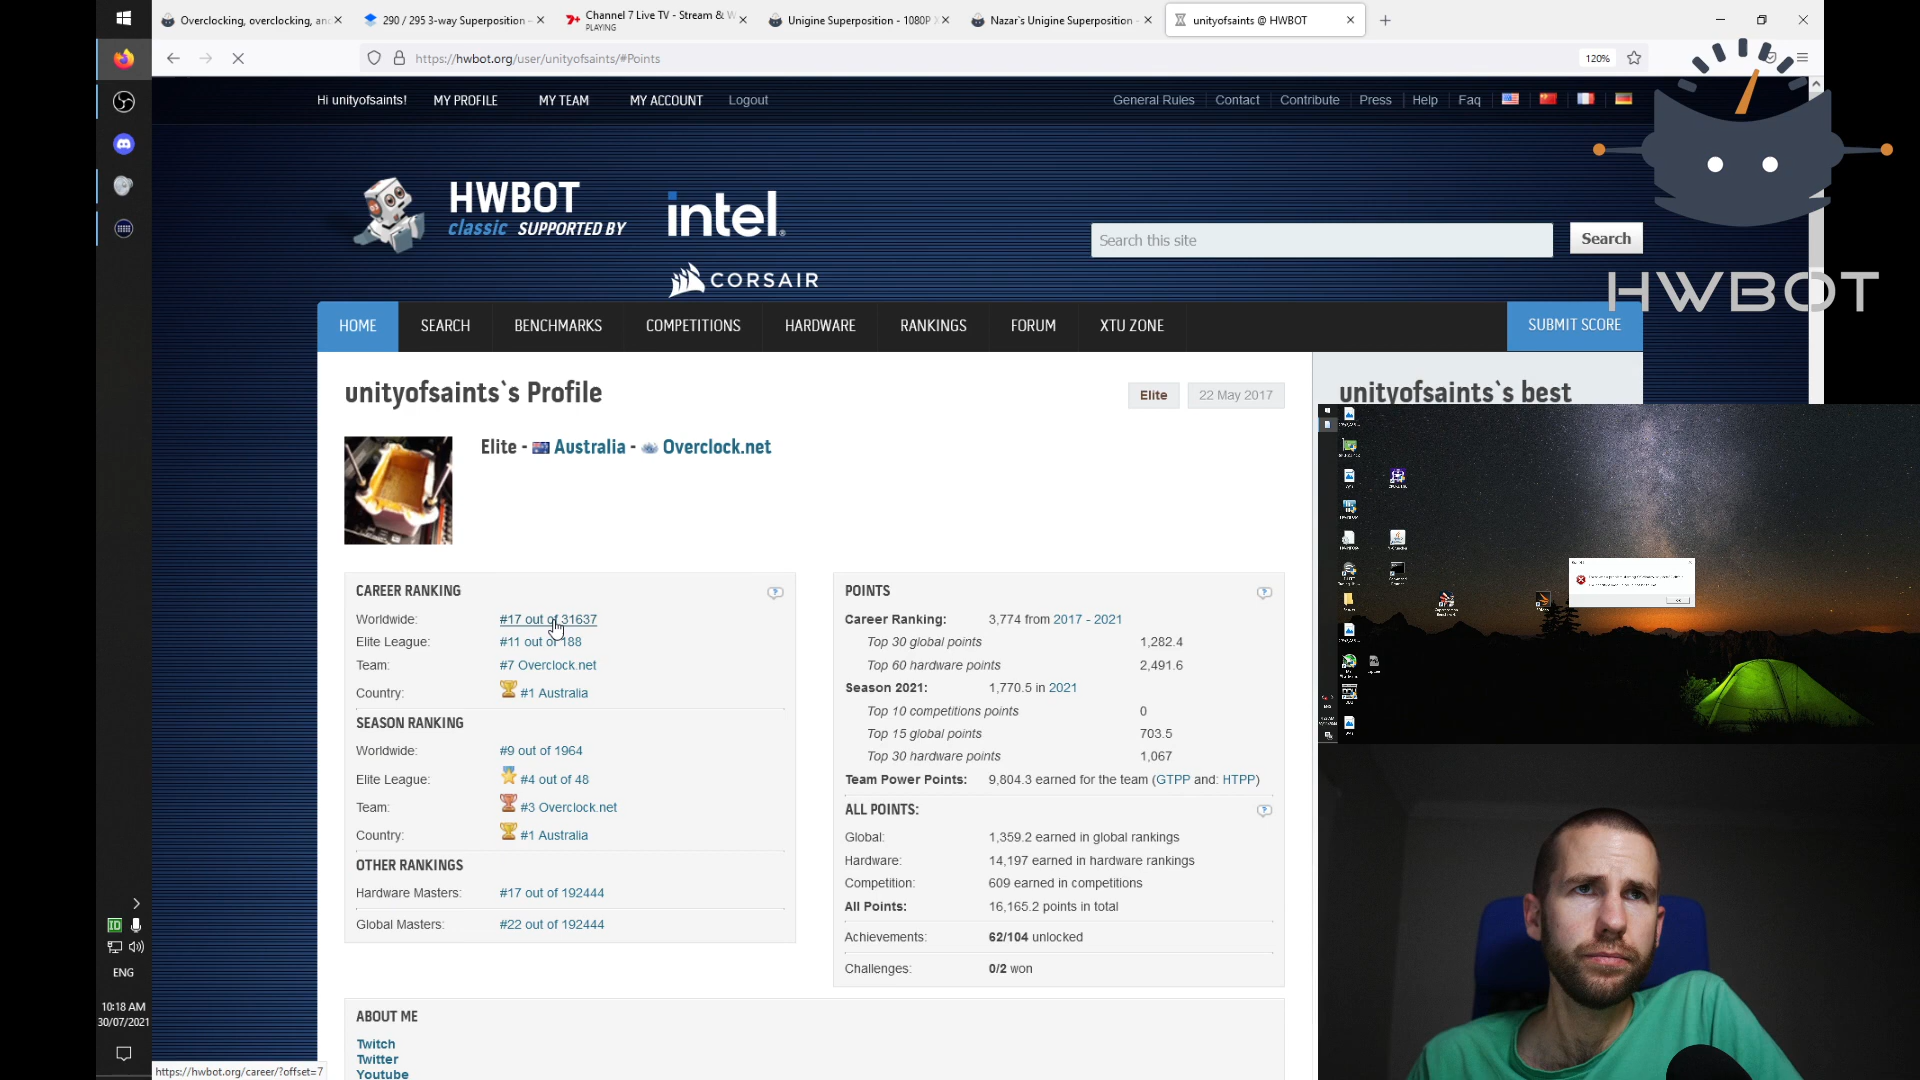 Overclocking, overclocking, an
290 / 295 3-way Superposition -
Channel 7 Live TV - Stream & W
PLAYING
Unigine Superposition - 1080P
Nazar`s Unigine Superposition
unityofsaints @ HWBOT
https://hwbot.org/user/unityofsaints/#Points
120%
Hi unityofsaints!
MY PROFILE
MY TEAM
MY ACCOUNT
Logout
General Rules
Contact
Contribute
Press
Help
Faq
HWBOT
classic SUPPORTED BY
intel.
CORSAIR
Search this site
Search
HWBOT
HOME
SEARCH
BENCHMARKS
COMPETITIONS
HARDWARE
RANKINGS
FORUM
XTU ZONE
SUBMIT SCORE
unityofsaints`s Profile
Elite
22 May 2017
unityofsaints`s best
Elite - Australia - Overclock.net
CAREER RANKING
Worldwide: #17 out of 31637
Elite League: #11 out of 188
Team: #7 Overclock.net
Country: #1 Australia
SEASON RANKING
Worldwide: #9 out of 1964
Elite League: #4 out of 48
Team: #3 Overclock.net
Country: #1 Australia
OTHER RANKINGS
Hardware Masters: #17 out of 192444
Global Masters: #22 out of 192444
POINTS
Career Ranking: 3,774 from 2017 - 2021
Top 30 global points 1,282.4
Top 60 hardware points 2,491.6
Season 2021: 1,770.5 in 2021
Top 10 competitions points 0
Top 15 global points 703.5
Top 30 hardware points 1,067
Team Power Points: 9,804.3 earned for the team (GTPP and: HTPP)
ALL POINTS:
Global: 1,359.2 earned in global rankings
Hardware: 14,197 earned in hardware rankings
Competition: 609 earned in competitions
All Points: 16,165.2 points in total
Achievements: 62/104 unlocked
Challenges: 0/2 won
ABOUT ME
Twitch
Twitter
Youtube
ENG
10:18 AM
30/07/2021
https://hwbot.org/career/?offset=7